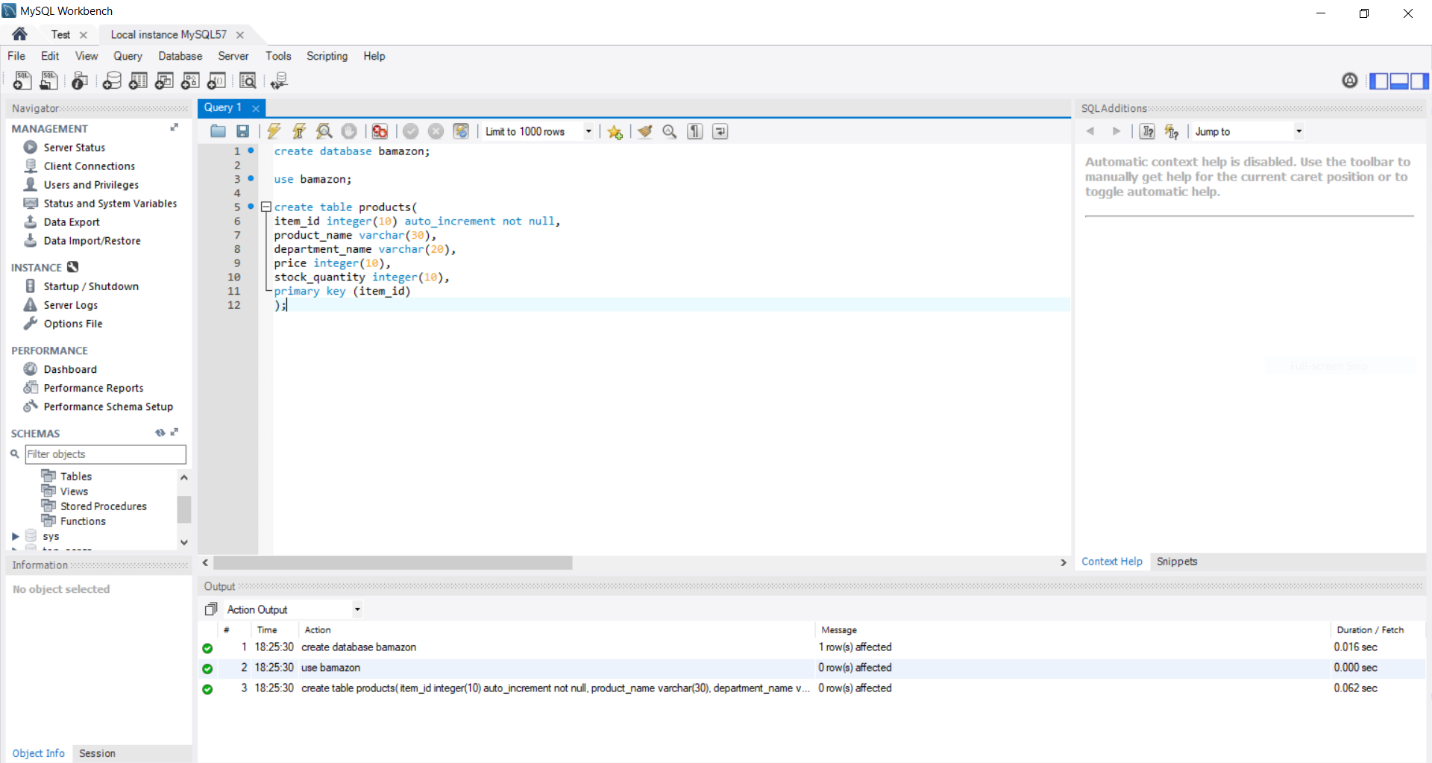 MySQL Workbench
Test
Local instance MySQL57
File Edit View Query Database Server Tools Scripting Help
Navigator
MANAGEMENT
Server Status
Client Connections
Users and Privileges
Status and System Variables
Data Export
Data Import/Restore
INSTANCE
Startup / Shutdown
Server Logs
Options File
PERFORMANCE
Dashboard
Performance Reports
Performance Schema Setup
SCHEMAS
Filter objects
Tables
Views
Stored Procedures
Functions
sys
Information
No object selected
Object Info Session
Query 1
Limit to 1000 rows
1 create database bamazon;
2
3 use bamazon;
4
5 create table products(
6 item_id integer(10) auto_increment not null,
7 product_name varchar(30),
8 department_name varchar(20),
9 price integer(10),
10 stock_quantity integer(10),
11 primary key (item_id)
12 );
SQLAdditions
Jump to
Automatic context help is disabled. Use the toolbar to
manually get help for the current caret position or to
toggle automatic help.
Context Help Snippets
Output
Action Output
# Time Action Message Duration / Fetch
1 18:25:30 create database bamazon 1 row(s) affected 0.016 sec
2 18:25:30 use bamazon 0 row(s) affected 0.000 sec
3 18:25:30 create table products( item_id integer(10) auto_increment not null, product_name varchar(30), department_name v... 0 row(s) affected 0.062 sec